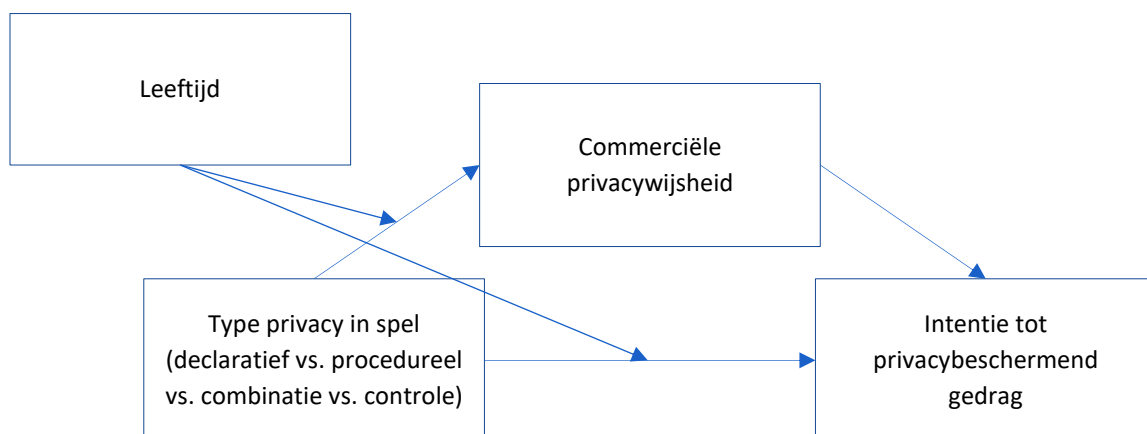 Leeftijd
Commerciële
privacywijsheid
Type privacy in spel
(declaratief vs. procedureel
vs. combinatie vs. controle)
Intentie tot
privacybeschermend
gedrag